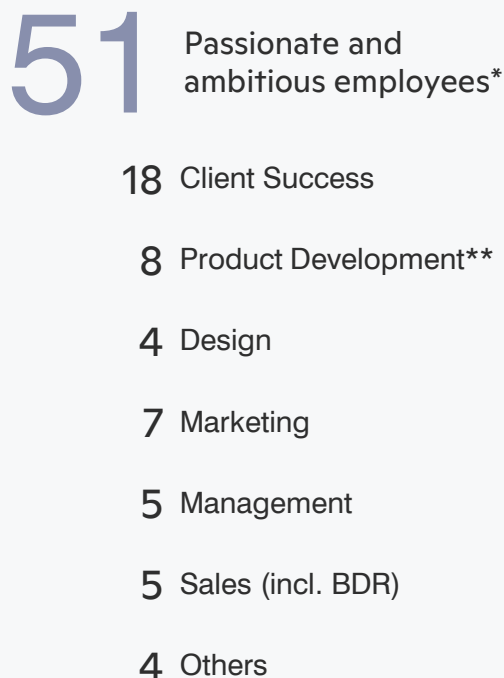 51 Passionate and
ambitious employees*
18 Client Success
8 Product Development**
4 Design
7 Marketing
5 Management
5 Sales (incl. BDR)
4 Others